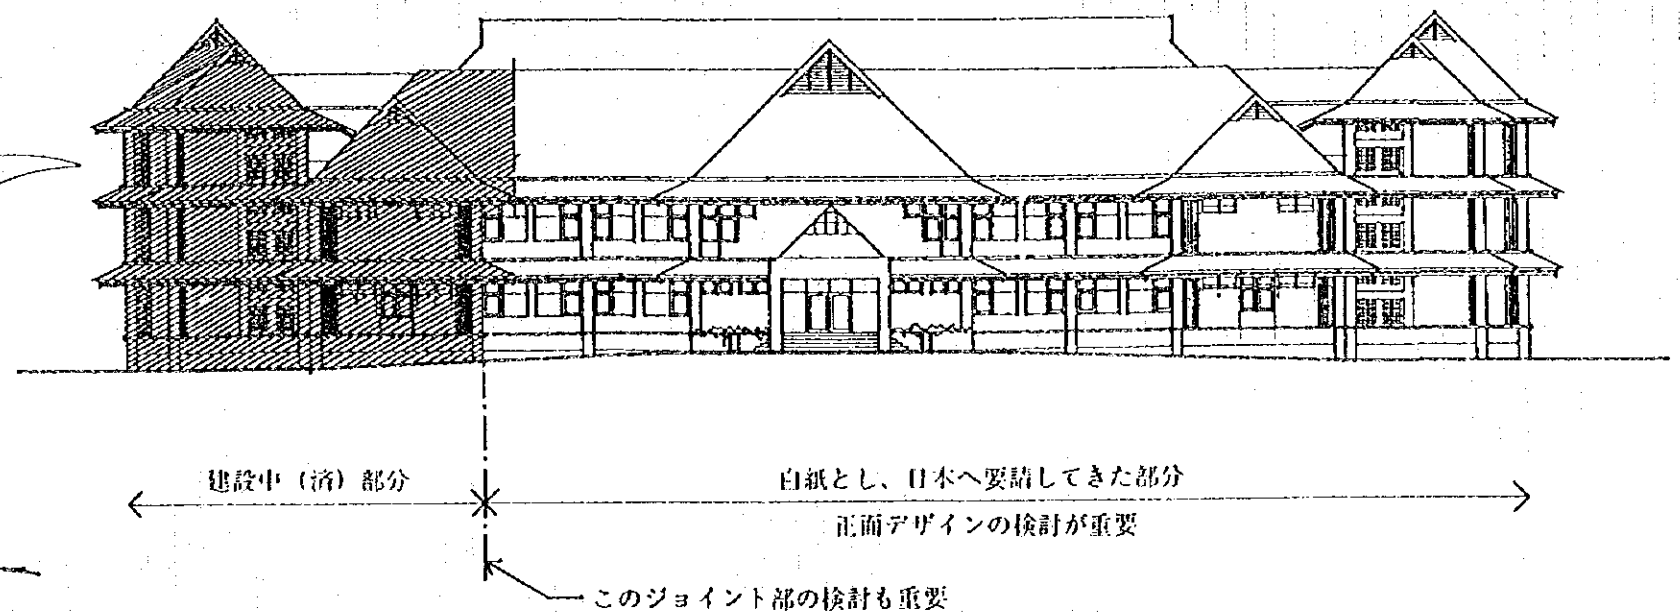 建設中（済）部分
白紙とし、日本へ要請してきた部分
正面デザインの検討が重要
このジョイント部の検討も重要